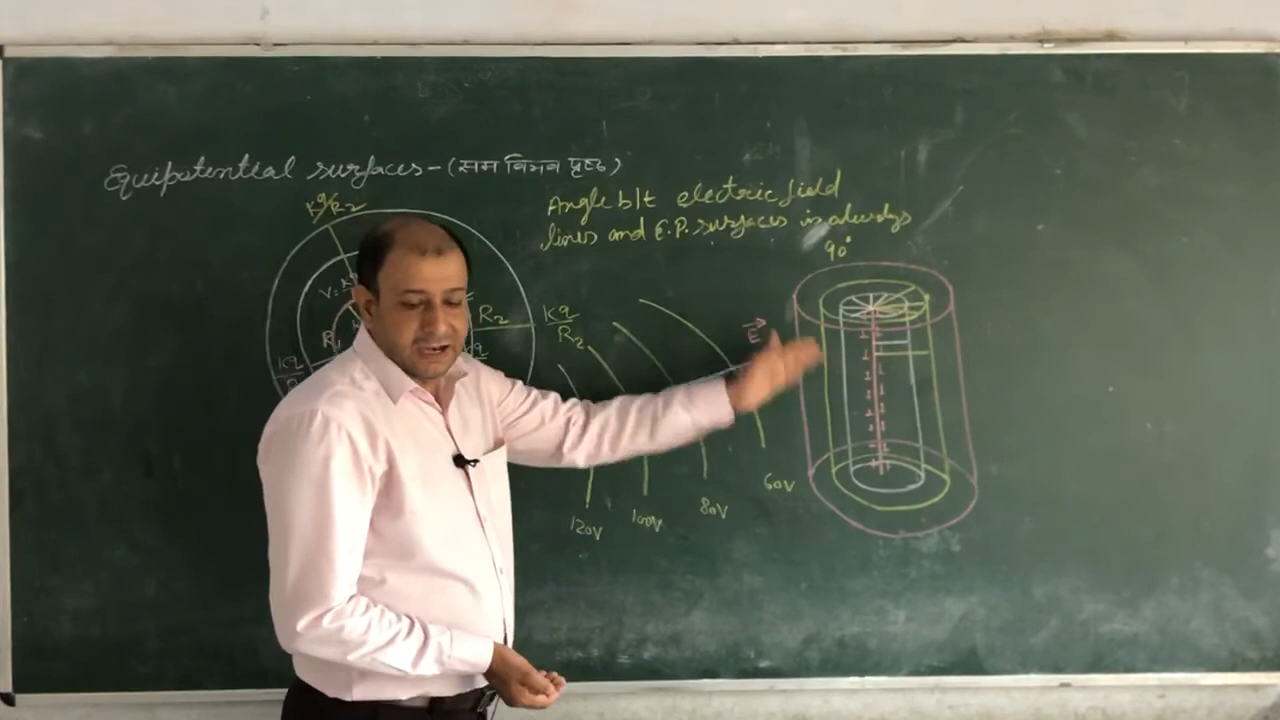 Equipotential surfaces - (सम विभव पृष्ठ)
Kq/R2
Angle b/t electric field
lines and E.P. surfaces is always
90°
V=
R1
R2
Kq
R2
Kq
E
120V
100V
80V
60V